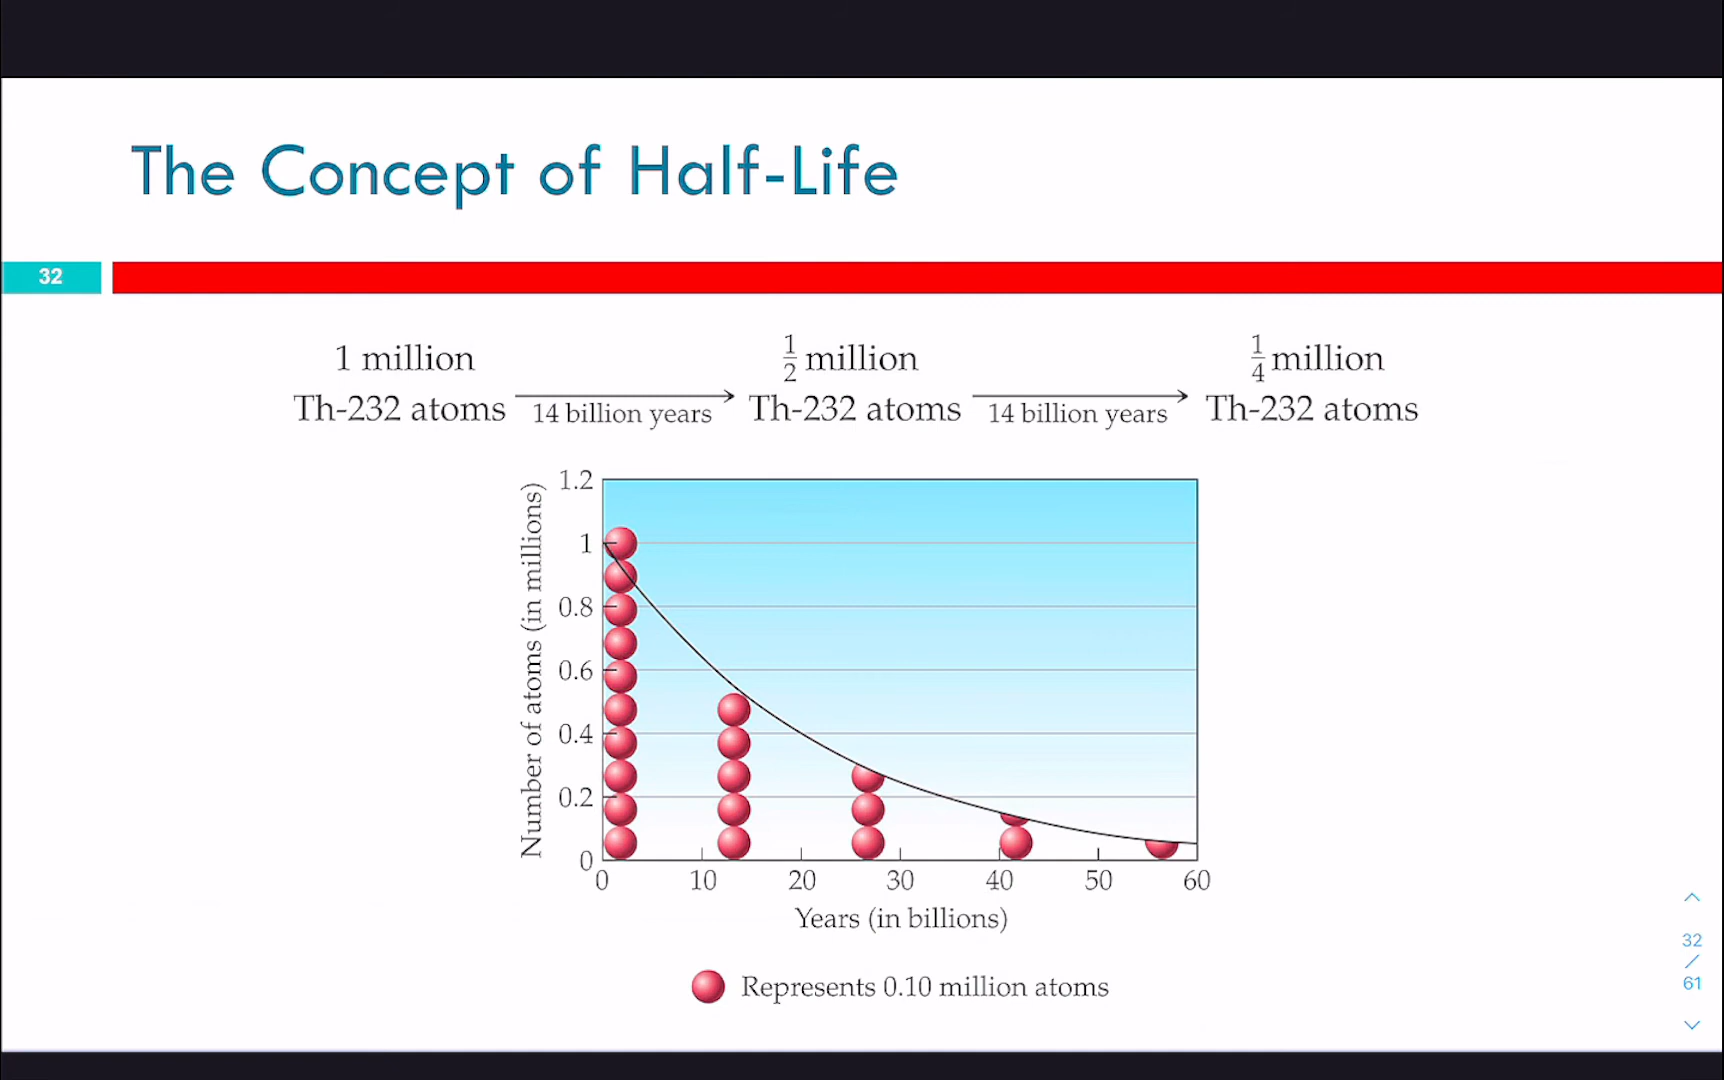 The Concept of Half-Life
32
1 million
Th-232 atoms
14 billion years
1/2 million
Th-232 atoms
14 billion years
1/4 million
Th-232 atoms
Number of atoms (in millions)
1.2
1
0.8
0.6
0.4
0.2
0
0 10 20 30 40 50 60
Years (in billions)
Represents 0.10 million atoms
32
/
61